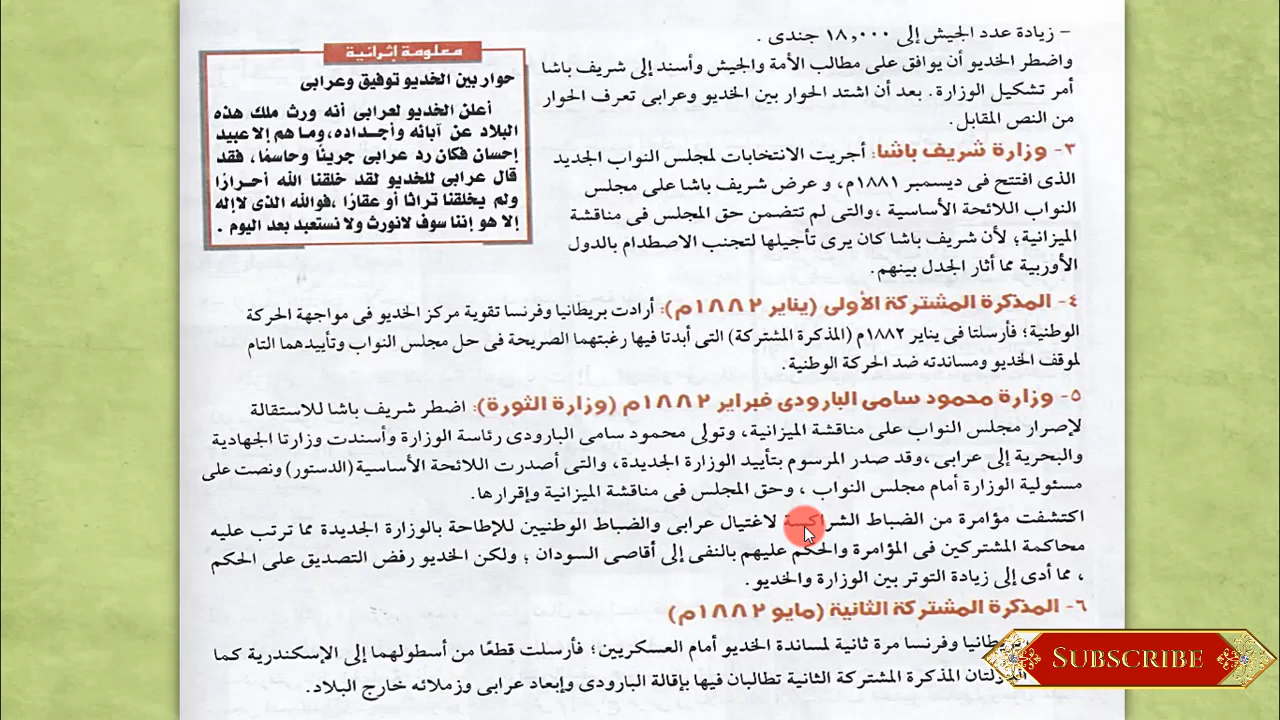 – زيادة عدد الجيش إلى ١٨,٠٠٠ جندى .
واضطر الخديو أن يوافق على مطالب الأمة والجيش وأسند إلى شريف باشا
أمر تشكيل الوزارة. بعد أن اشتد الحوار بين الخديو وعرابى تعرف الحوار
من النص المقابل.
معلومة إثرائية
حوار بين الخديو توفيق وعرابى
أعلن الخديو لعرابى أنه ورث ملك هذه
البلاد عن آبائه وأجداده، وما هم إلا عبيد
إحسان فكان رد عرابى جريئًا وحاسمًا، فقد
قال عرابى للخديو لقد خلقنا الله أحرارًا
ولم يخلقنا تراثًا أو عقارًا ،فوالله الذى لا إله
إلا هو إننا سوف لانورث ولا نستعبد بعد اليوم .
٣- وزارة شريف باشا: أجريت الانتخابات لمجلس النواب الجديد
الذى افتتح فى ديسمبر ١٨٨١م، و عرض شريف باشا على مجلس
النواب اللائحة الأساسية ،والتى لم تتضمن حق المجلس فى مناقشة
الميزانية؛ لأن شريف باشا كان يرى تأجيلها لتجنب الاصطدام بالدول
الأوربية مما أثار الجدل بينهم.
٤- المذكرة المشتركة الأولى (يناير ١٨٨٢م): أرادت بريطانيا وفرنسا تقوية مركز الخديو فى مواجهة الحركة
الوطنية؛ فأرسلتا فى يناير ١٨٨٢م (المذكرة المشتركة) التى أبدتا فيها رغبتهما الصريحة فى حل مجلس النواب وتأييدهما التام
لموقف الخديو ومساندته ضد الحركة الوطنية.
٥- وزارة محمود سامى البارودى فبراير ١٨٨٢م (وزارة الثورة): اضطر شريف باشا للاستقالة
لإصرار مجلس النواب على مناقشة الميزانية، وتولى محمود سامى البارودى رئاسة الوزارة وأسندت وزارتا الجهادية
والبحرية إلى عرابى ،وقد صدر المرسوم بتأييد الوزارة الجديدة، والتى أصدرت اللائحة الأساسية (الدستور) ونصت على
مسئولية الوزارة أمام مجلس النواب ، وحق المجلس فى مناقشة الميزانية وإقرارها.
اكتشفت مؤامرة من الضباط الشراكسة لاغتيال عرابى والضباط الوطنيين للإطاحة بالوزارة الجديدة مما ترتب عليه
محاكمة المشتركين فى المؤامرة والحكم عليهم بالنفى إلى أقاصى السودان ؛ ولكن الخديو رفض التصديق على الحكم
، مما أدى إلى زيادة التوتر بين الوزارة والخديو .
٦- المذكرة المشتركة الثانية (مايو ١٨٨٢م)
وفرنسا مرة ثانية لمساندة الخديو أمام العسكريين؛ فأرسلت قطعًا من أسطولهما إلى الإسكندرية كما
المذكرة المشتركة الثانية تطالبان فيها بإقالة البارودى وإبعاد عرابى وزملائه خارج البلاد.
SUBSCRIBE